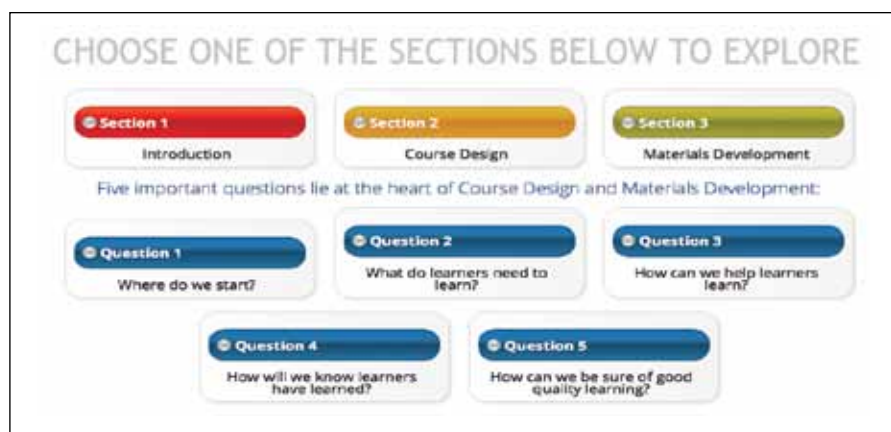 CHOOSE ONE OF THE SECTIONS BELOW TO EXPLORE
Section 1
Introduction
Section 2
Course Design
Section 3
Materials Development
Five important questions lie at the heart of Course Design and Materials Development:
Question 1
Where do we start?
Question 2
What do learners need to
learn?
Question 3
How can we help learners
learn?
Question 4
How will we know learners
have learned?
Question 5
How can we be sure of good
quality learning?